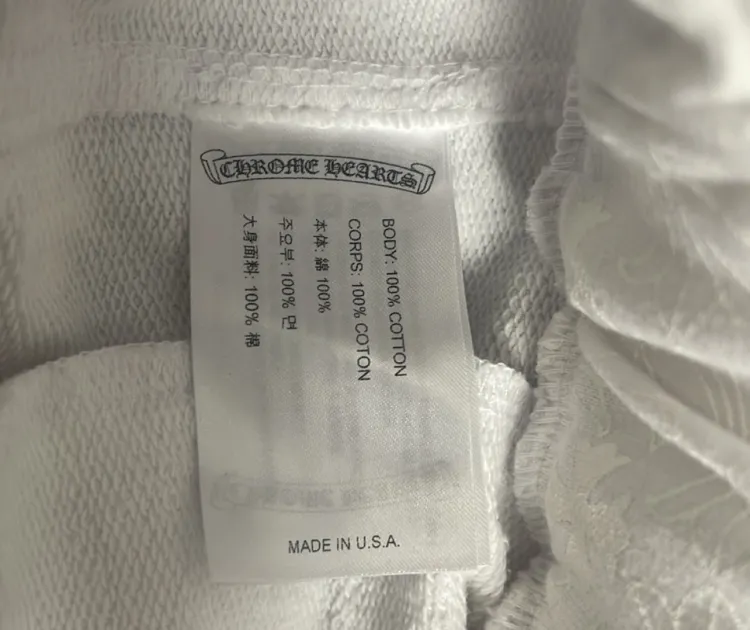 CHROME HEARTS
BODY: 100% COTTON
CORPS: 100% COTON
本体: 綿 100%
주요부: 100% 면
大身面料: 100% 棉
MADE IN U.S.A.